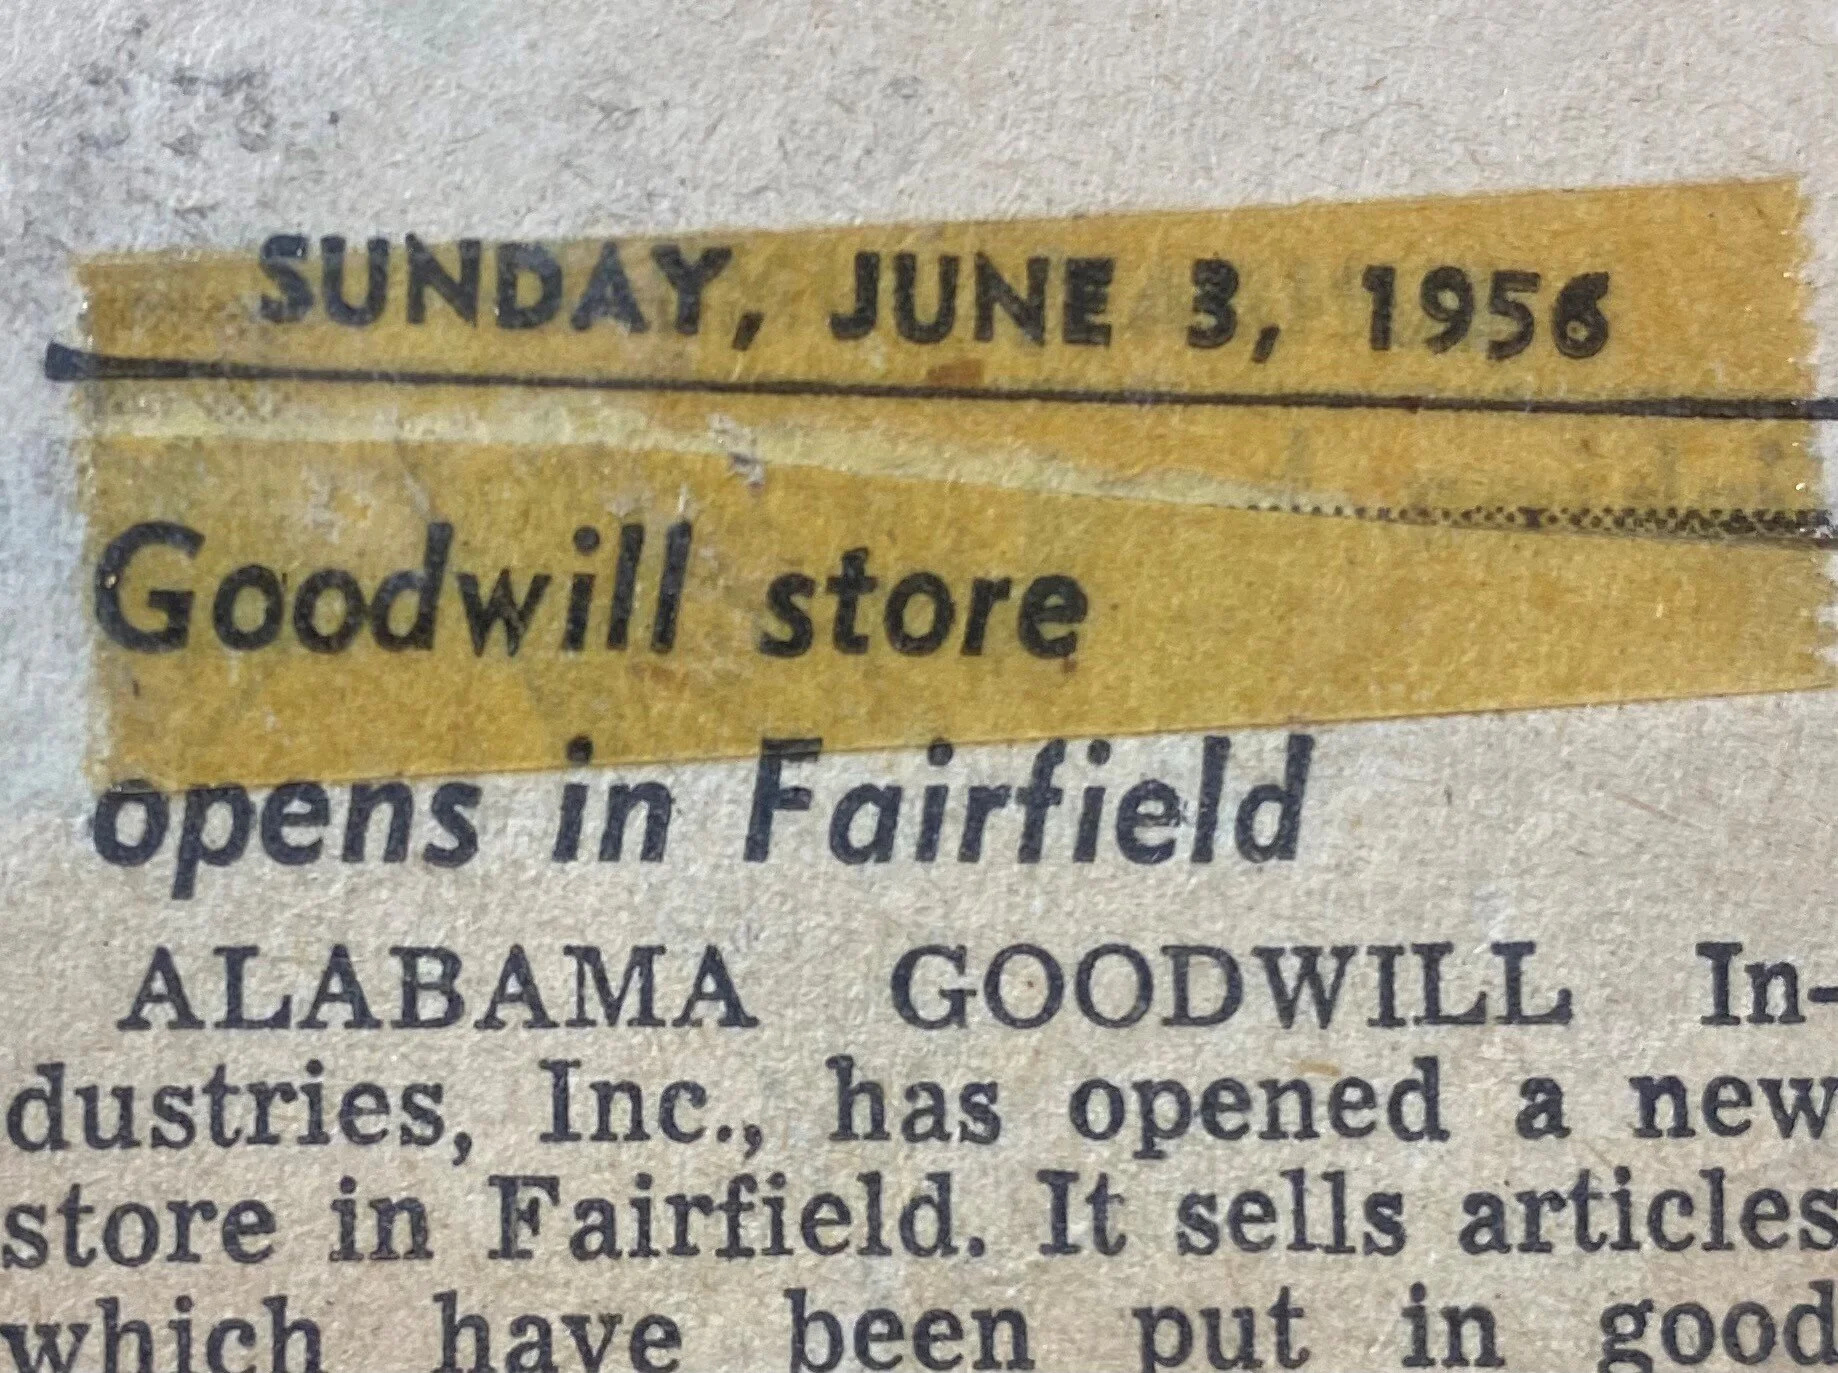 SUNDAY, JUNE 3, 1956
Goodwill store
opens in Fairfield
ALABAMA GOODWILL In-
dustries, Inc., has opened a new
store in Fairfield. It sells articles
which have been put in good